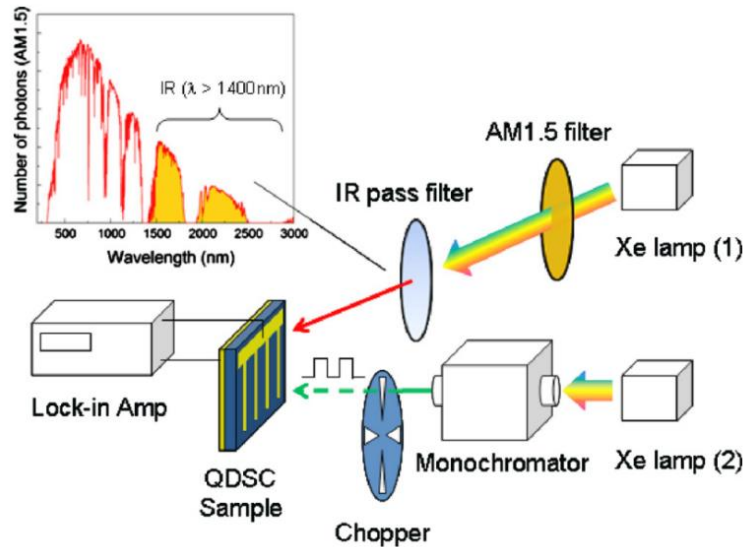 Number of photons (AM1.5)
IR (λ > 1400nm)
500 1000 1500 2000 2500 3000
Wavelength (nm)
AM1.5 filter
IR pass filter
Xe lamp (1)
Lock-in Amp
QDSC
Sample
Chopper
Monochromator
Xe lamp (2)